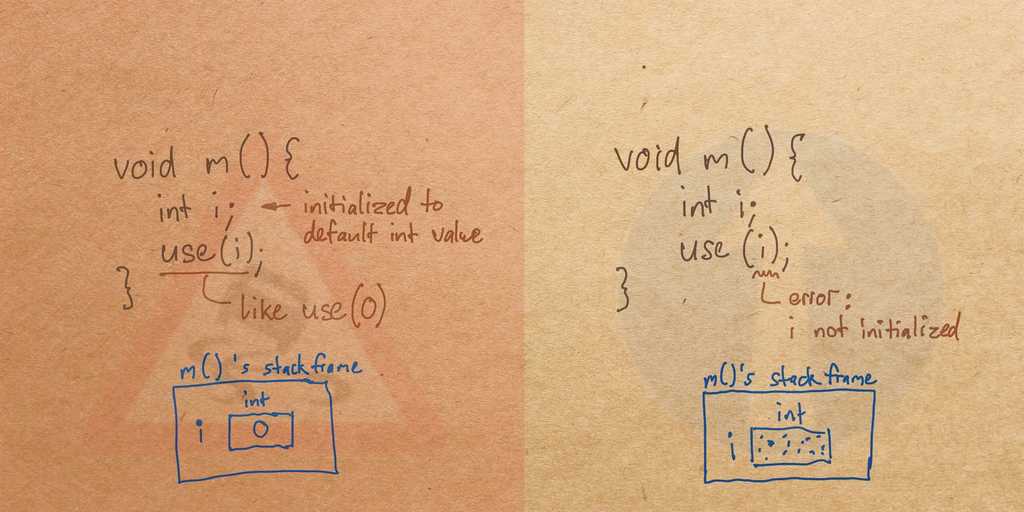 void m() {
int i; ← initialized to
default int value
use(i);
}
like use(0)
m()'s stack frame
int
i 0
void m() {
int i;
use (i);
}
error:
i not initialized
m()'s stack frame
int
i